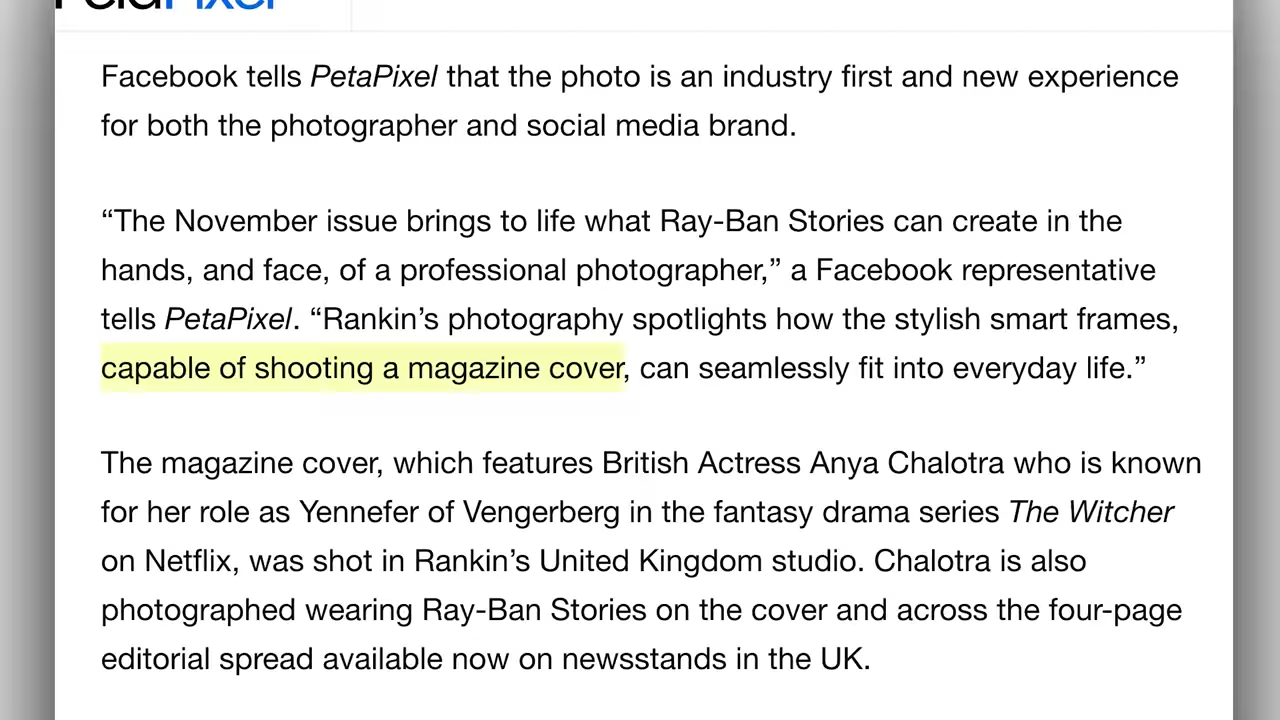 PetaPixel
Facebook tells PetaPixel that the photo is an industry first and new experience
for both the photographer and social media brand.
“The November issue brings to life what Ray-Ban Stories can create in the
hands, and face, of a professional photographer,” a Facebook representative
tells PetaPixel. “Rankin’s photography spotlights how the stylish smart frames,
capable of shooting a magazine cover, can seamlessly fit into everyday life.”
The magazine cover, which features British Actress Anya Chalotra who is known
for her role as Yennefer of Vengerberg in the fantasy drama series The Witcher
on Netflix, was shot in Rankin’s United Kingdom studio. Chalotra is also
photographed wearing Ray-Ban Stories on the cover and across the four-page
editorial spread available now on newsstands in the UK.